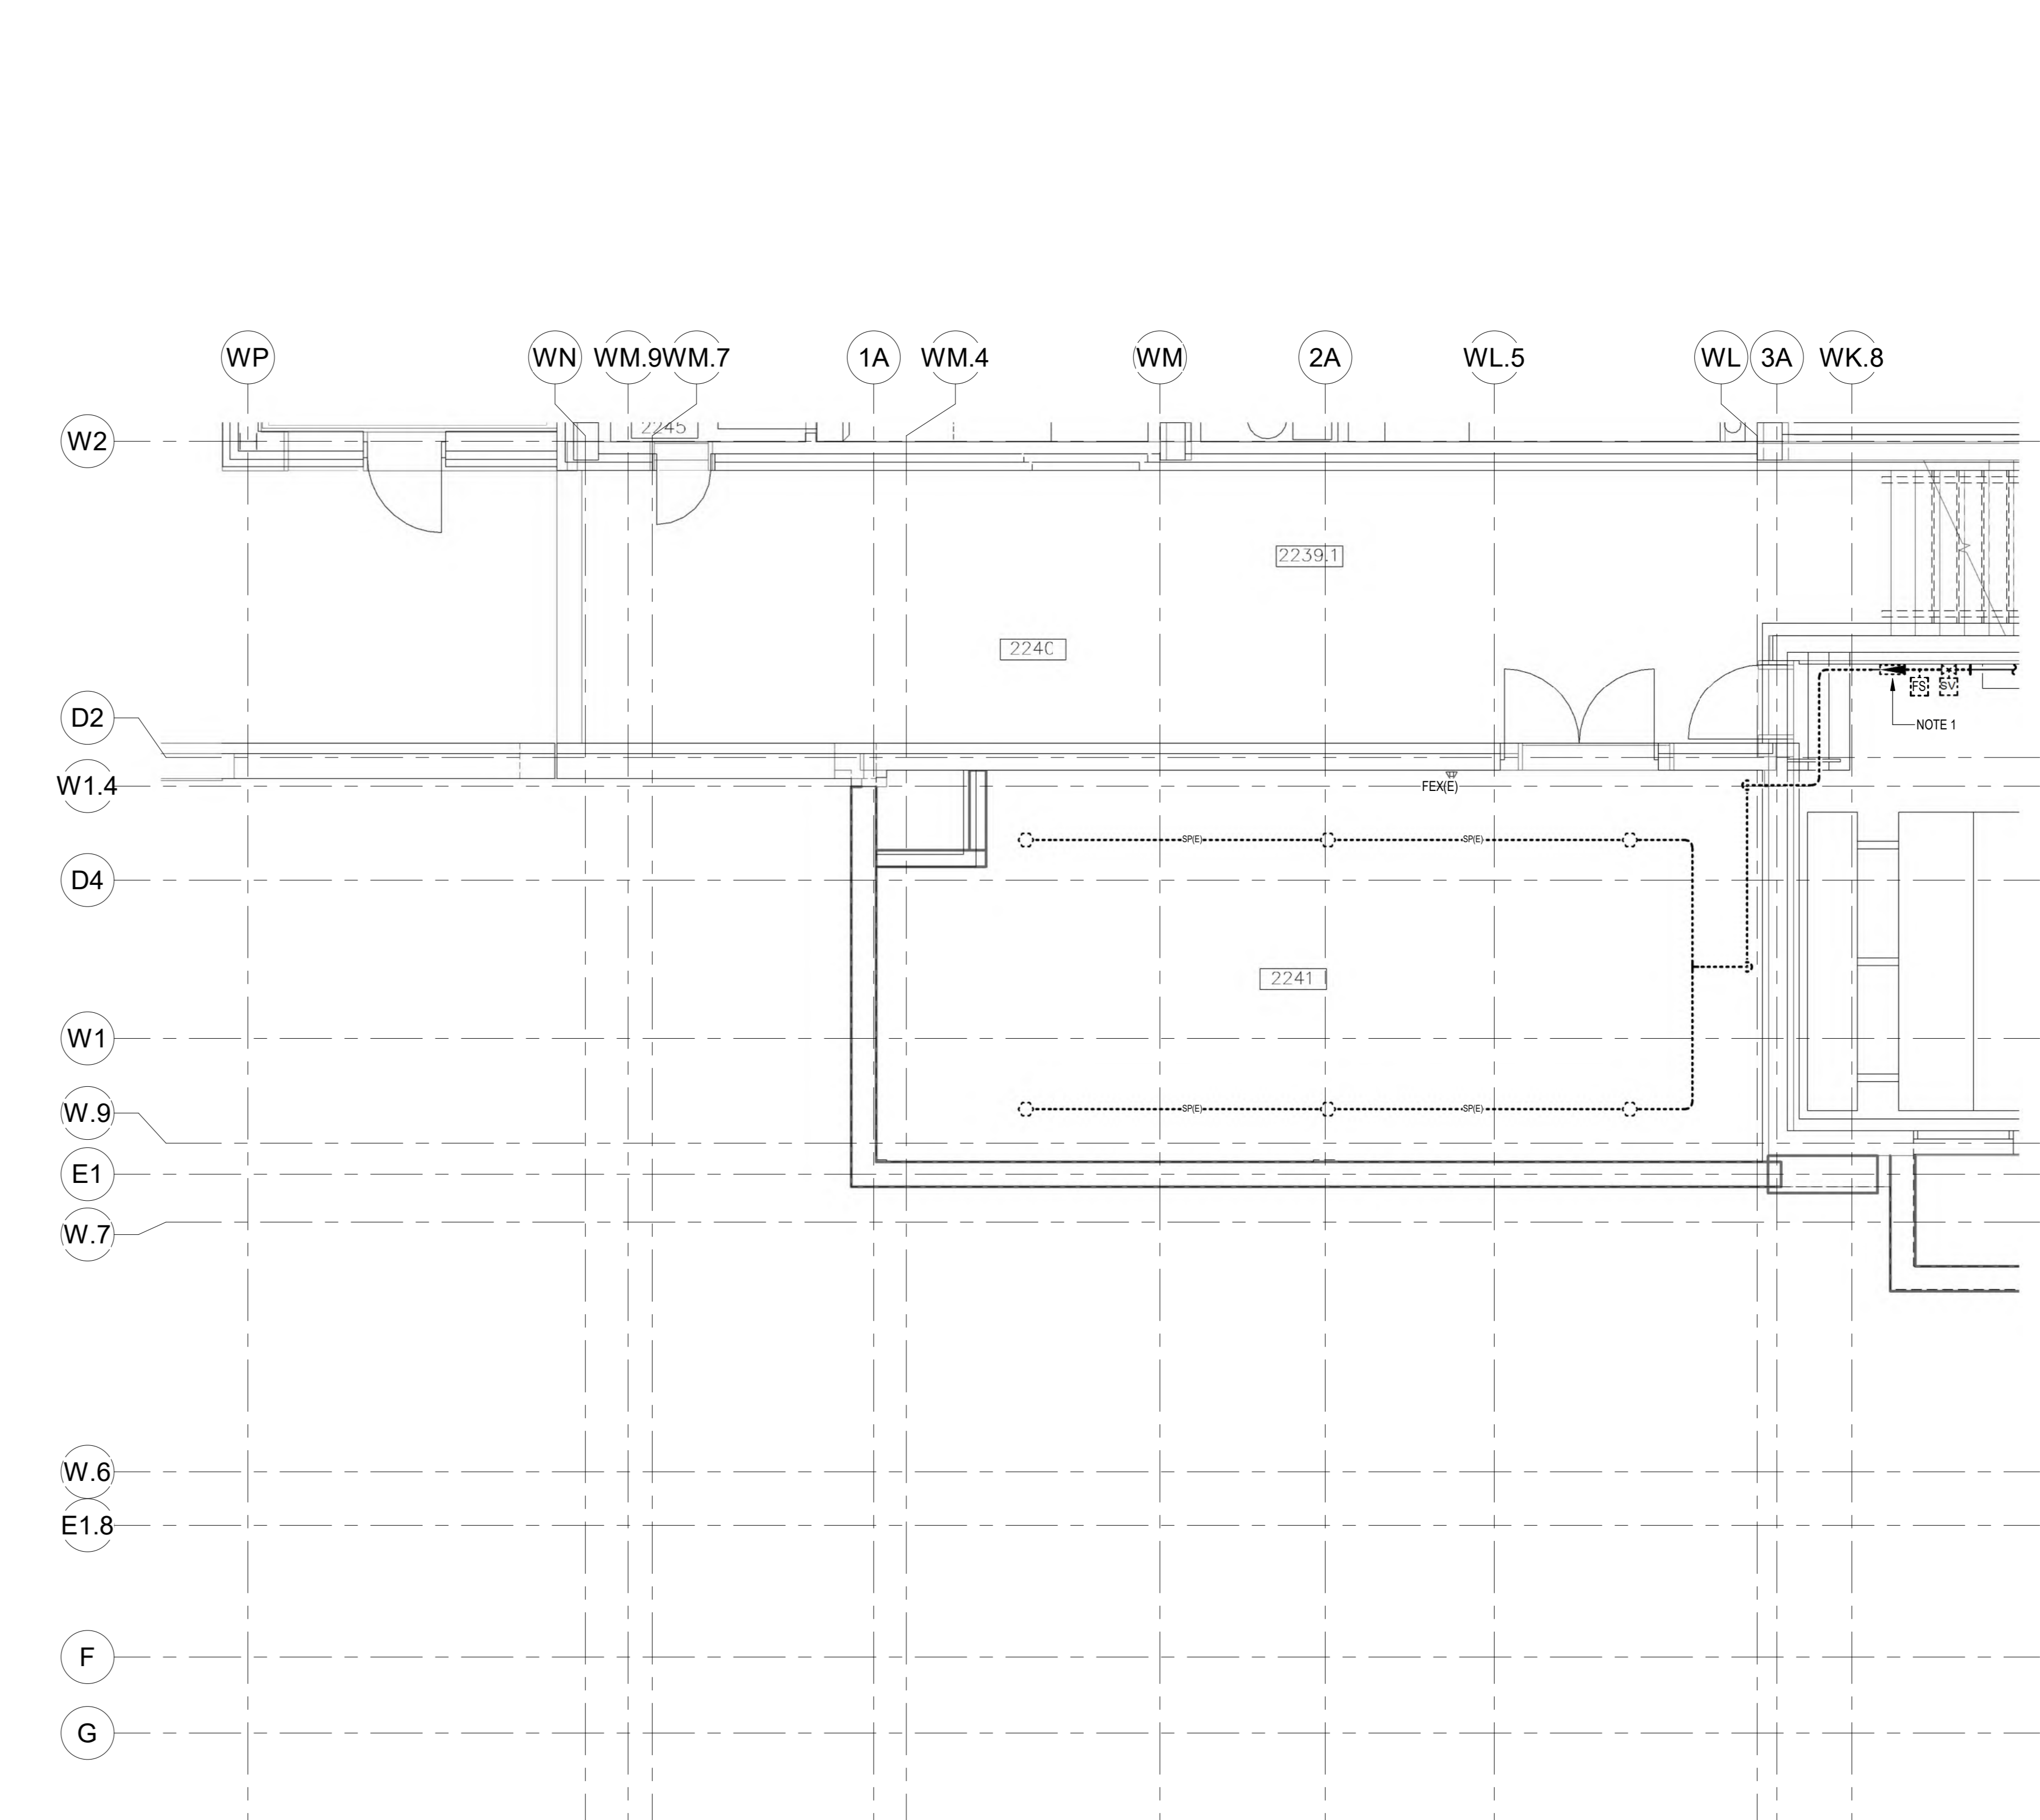 WP
WN
WM.9
WM.7
1A
WM.4
WM
2A
WL.5
WL
3A
WK.8
W2
2245
2239.1
2240
FS
SV
NOTE 1
D2
W1.4
FEX(E)
SP(E)
SP(E)
D4
2241
W1
W.9
SP(E)
SP(E)
E1
W.7
W.6
E1.8
F
G